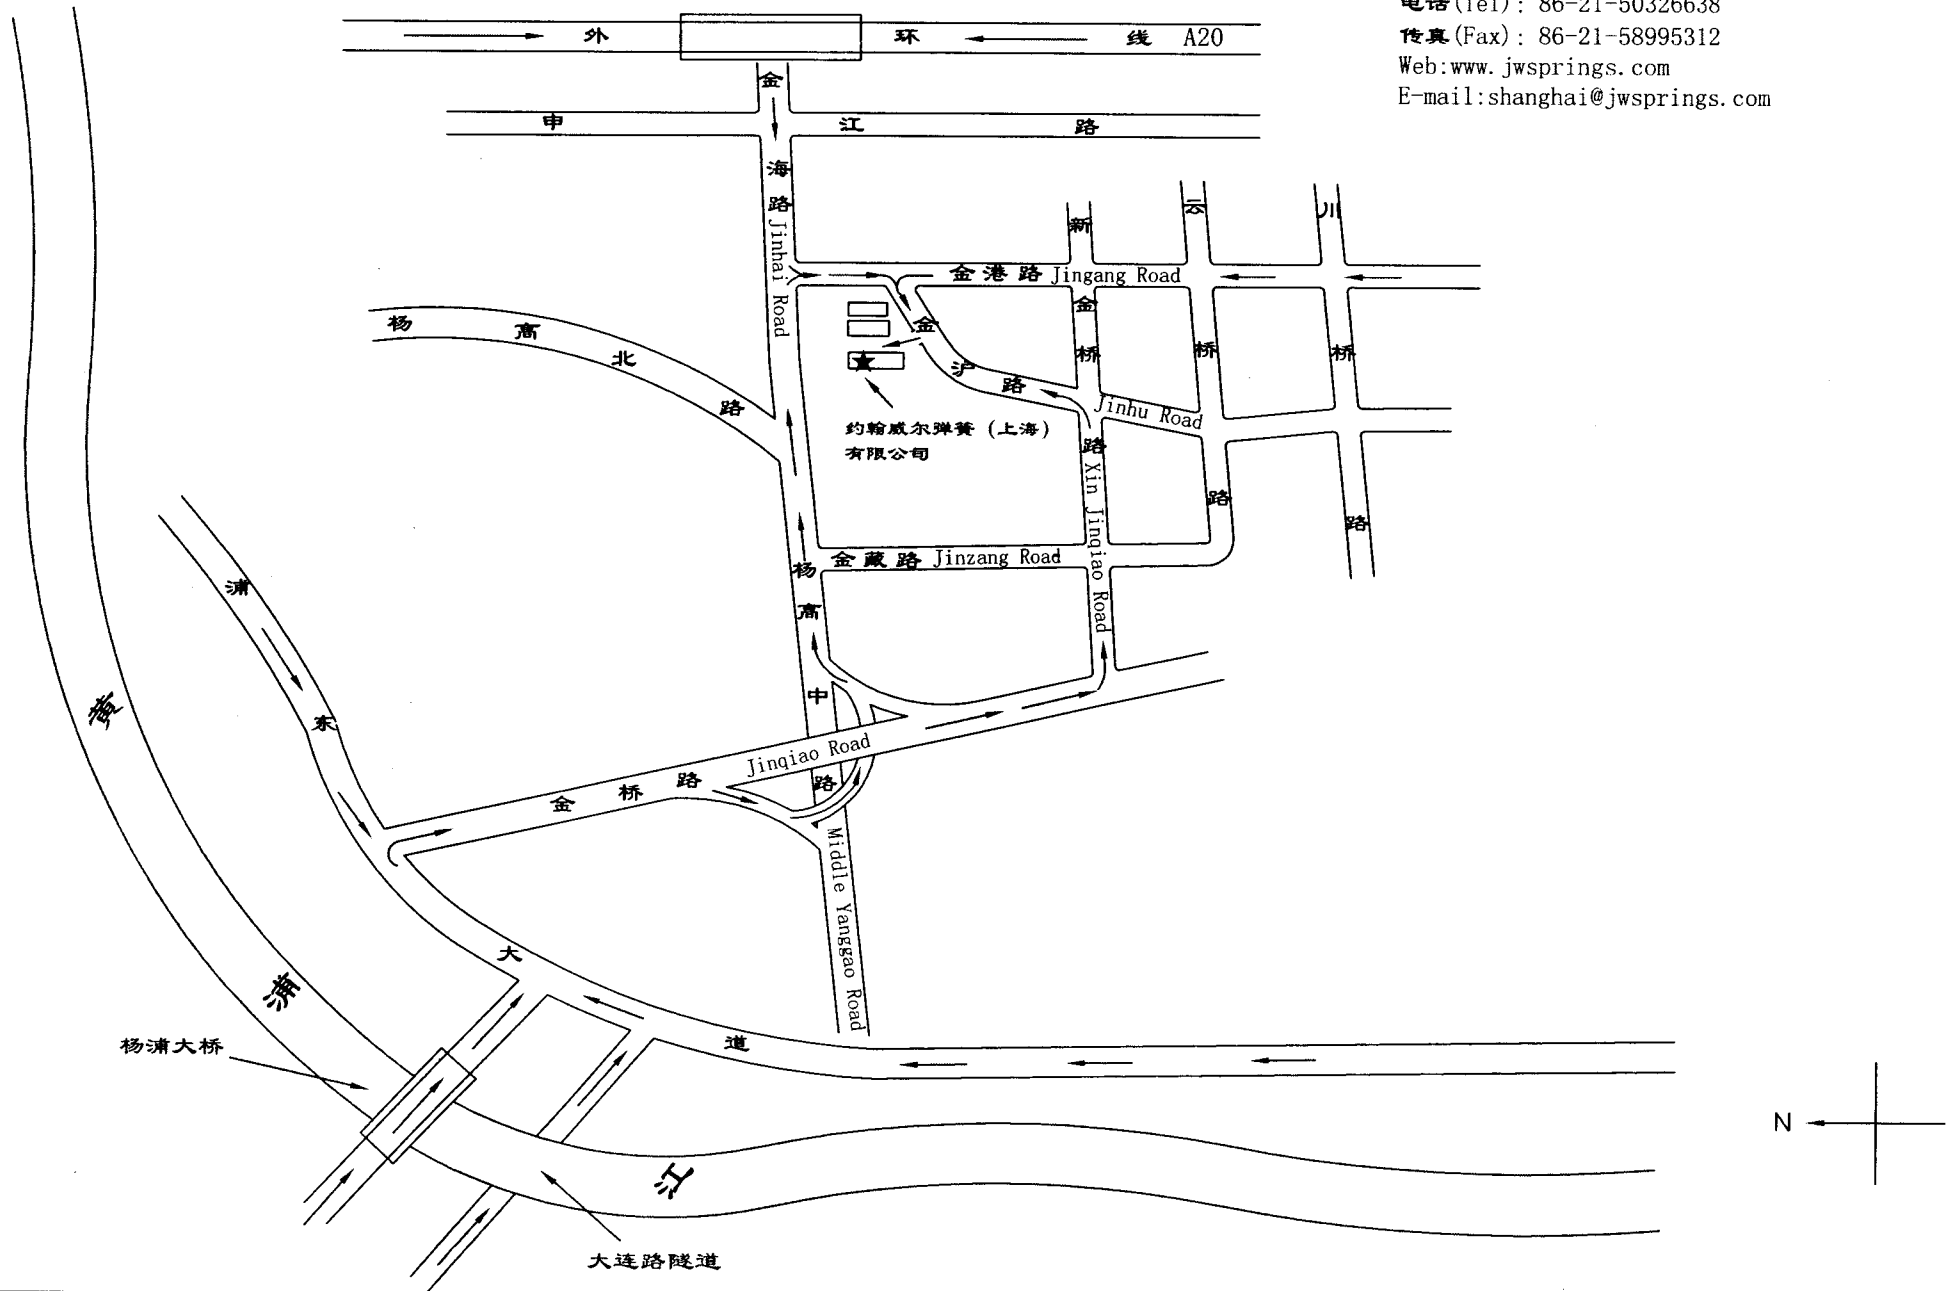 电话(Tel): 86-21-50326638
传真(Fax): 86-21-58995312
Web:www.jwsprings.com
E-mail:shanghai@jwsprings.com
外环线 A20
申江路
金海路 Jinhai Road
新金桥路 Xin Jinqiao Road
云桥路
川桥路
金港路 Jingang Road
金沪路 Jinhu Road
杨高北路
约翰威尔弹簧 (上海)
有限公司
金藏路 Jinzang Road
杨高中路 Middle Yanggao Road
金桥路 Jinqiao Road
浦东大道
黄浦江
杨浦大桥
大连路隧道
N